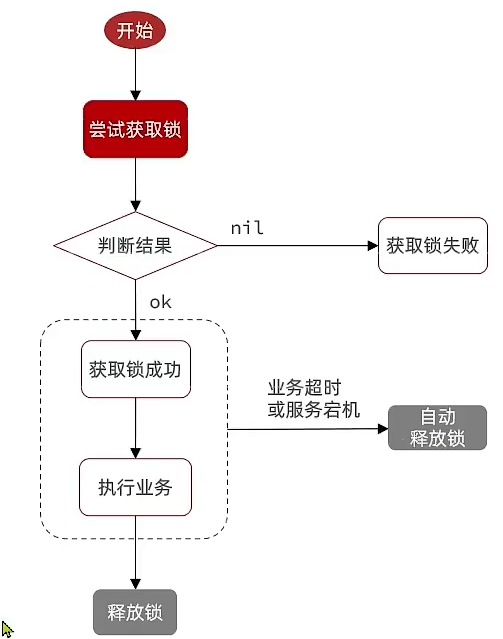 开始
尝试获取锁
判断结果
nil
获取锁失败
ok
获取锁成功
业务超时
或服务宕机
自动
释放锁
执行业务
释放锁